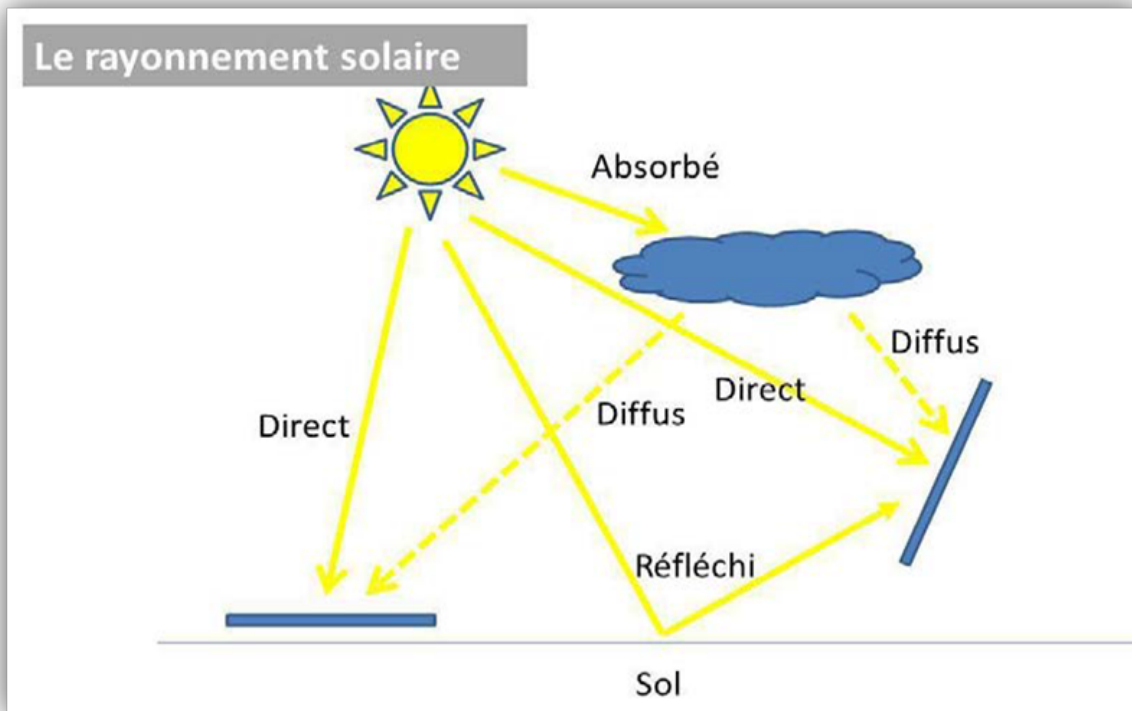 Le rayonnement solaire
Absorbé
Diffus
Direct
Diffus
Direct
Réfléchi
Sol